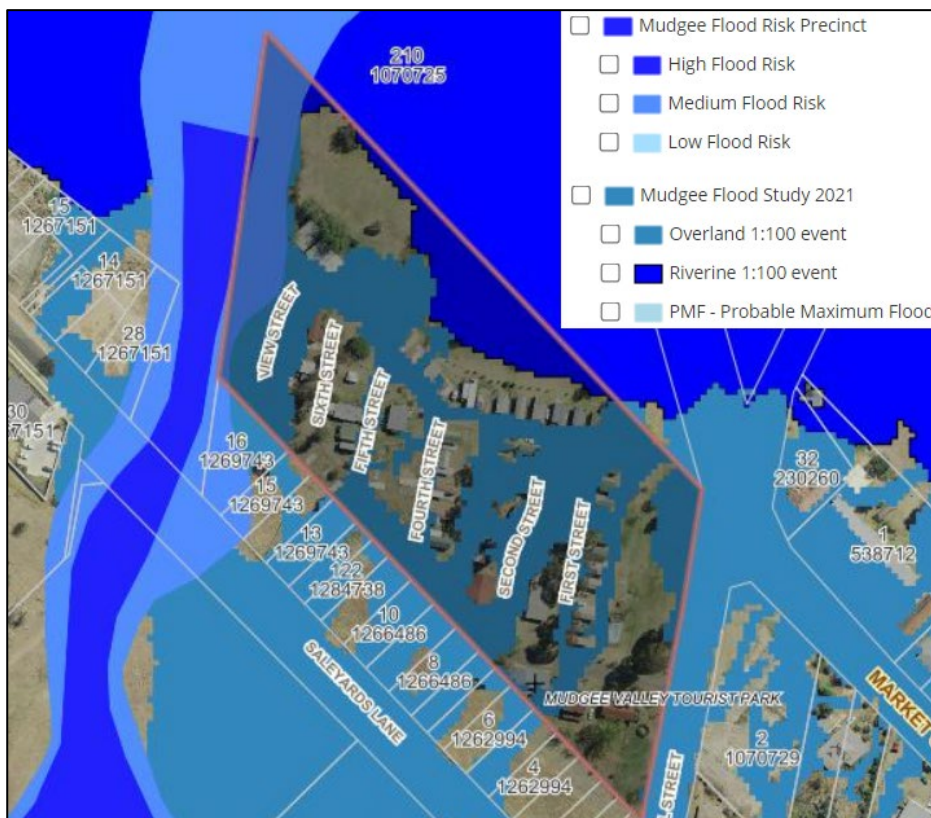 210
1070725
Mudgee Flood Risk Precinct
High Flood Risk
Medium Flood Risk
Low Flood Risk
Mudgee Flood Study 2021
Overland 1:100 event
Riverine 1:100 event
PMF - Probable Maximum Flood
15
1267151
14
1267151
28
1267151
30
7151
VIEW STREET
SIXTH STREET
FIFTH STREET
FOURTH STREET
SECOND STREET
FIRST STREET
16
1269743
15
1269743
13
1269743
122
1284738
10
1266486
8
1266486
6
1262994
4
1262994
SALEYARDS LANE
MUDGEE VALLEY TOURIST PARK
32
230260
1
538712
MARKET
2
1070729
L STREET